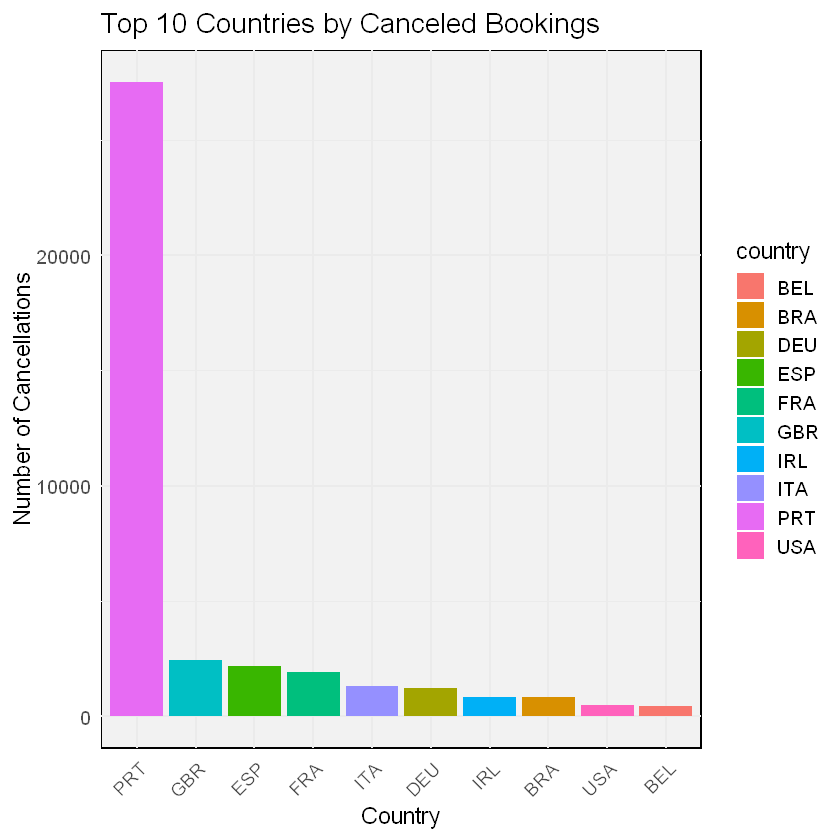 Top 10 Countries by Canceled Bookings
Number of Cancellations
20000
10000
0
PRT
GBR
ESP
FRA
ITA
DEU
IRL
BRA
USA
BEL
Country
country
BEL
BRA
DEU
ESP
FRA
GBR
IRL
ITA
PRT
USA